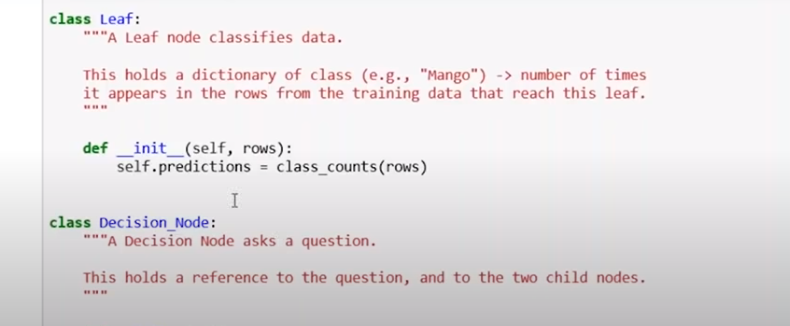 class Leaf:
"""A Leaf node classifies data.
This holds a dictionary of class (e.g., "Mango") -> number of times
it appears in the rows from the training data that reach this leaf.
"""
def __init__(self, rows):
self.predictions = class_counts(rows)
class Decision_Node:
"""A Decision Node asks a question.
This holds a reference to the question, and to the two child nodes.
"""